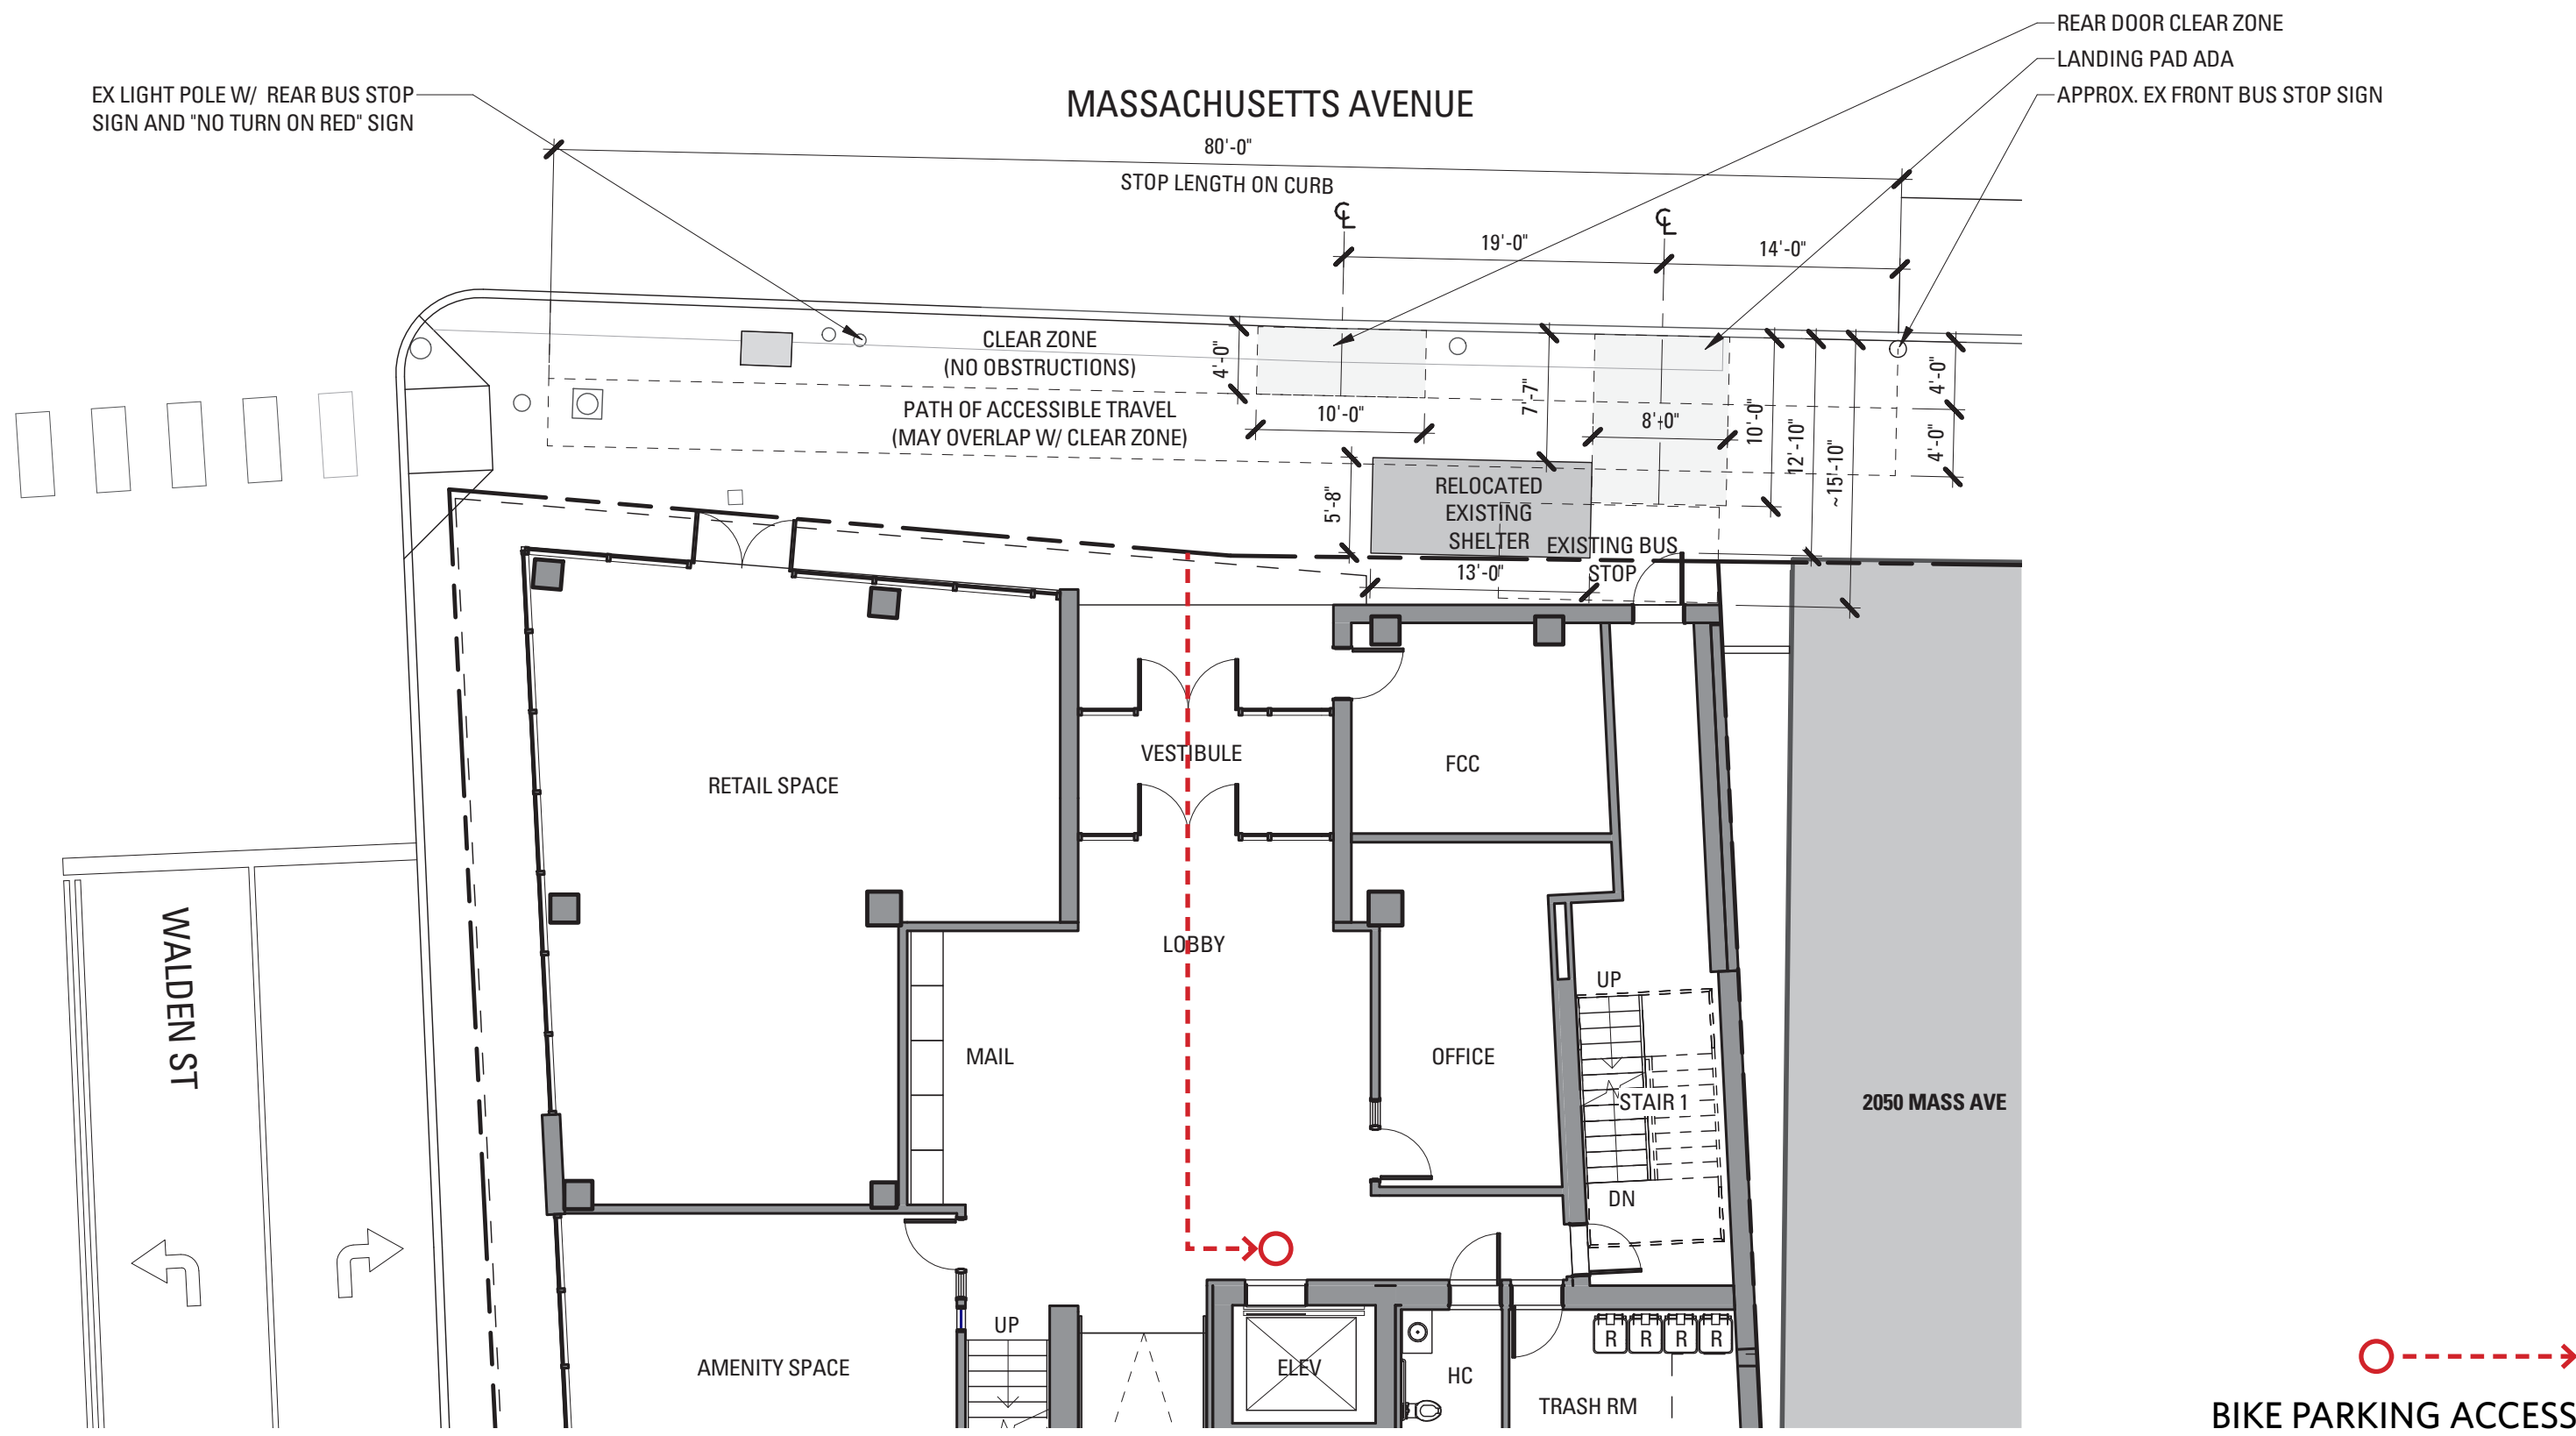 REAR DOOR CLEAR ZONE
LANDING PAD ADA
APPROX. EX FRONT BUS STOP SIGN
EX LIGHT POLE W/ REAR BUS STOP
SIGN AND "NO TURN ON RED" SIGN
MASSACHUSETTS AVENUE
80'-0"
STOP LENGTH ON CURB
℄
℄
19'-0"
14'-0"
CLEAR ZONE
(NO OBSTRUCTIONS)
4'-0"
PATH OF ACCESSIBLE TRAVEL
(MAY OVERLAP W/ CLEAR ZONE)
10'-0"
7'-7"
8'-0"
10'-0"
12'-10"
~15'-10"
4'-0"
4'-0"
5'-8"
RELOCATED
EXISTING
SHELTER
EXISTING BUS
STOP
13'-0"
VESTIBULE
FCC
RETAIL SPACE
LOBBY
WALDEN ST
UP
MAIL
OFFICE
STAIR 1
2050 MASS AVE
DN
UP
R
R
R
R
AMENITY SPACE
ELEV
HC
TRASH RM
BIKE PARKING ACCESS